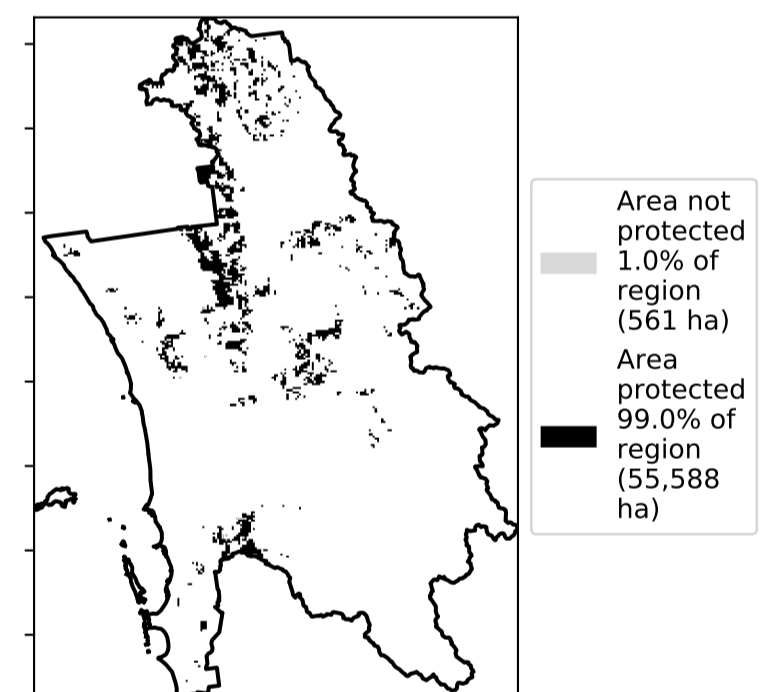 Area not
protected
1.0% of
region
(561 ha)
Area
protected
99.0% of
region
(55,588
ha)